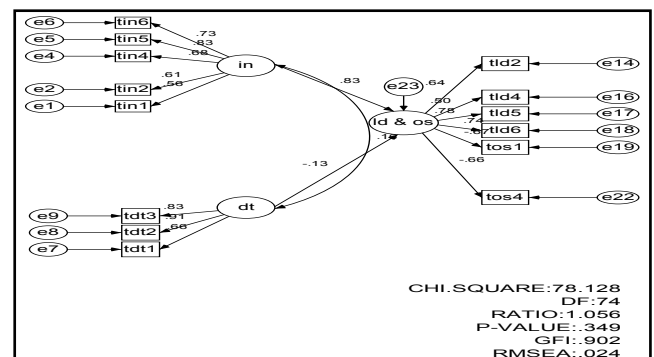 e6 tin6 .73
e5 tin5 .83
e4 tin4 .68
in
e2 tin2 .61
e1 tin1 .56
.83
e23 .64
ld & os
tld2 e14
.50
tld4 e16
.78
tld5 e17
.74
tld6 e18
tos1 e19
-.66
tos4 e22
-.13
dt
e9 tdt3 .83
e8 tdt2 .91
e7 tdt1 .66
CHI.SQUARE:78.128
DF:74
RATIO:1.056
P-VALUE:.349
GFI:.902
RMSEA:.024